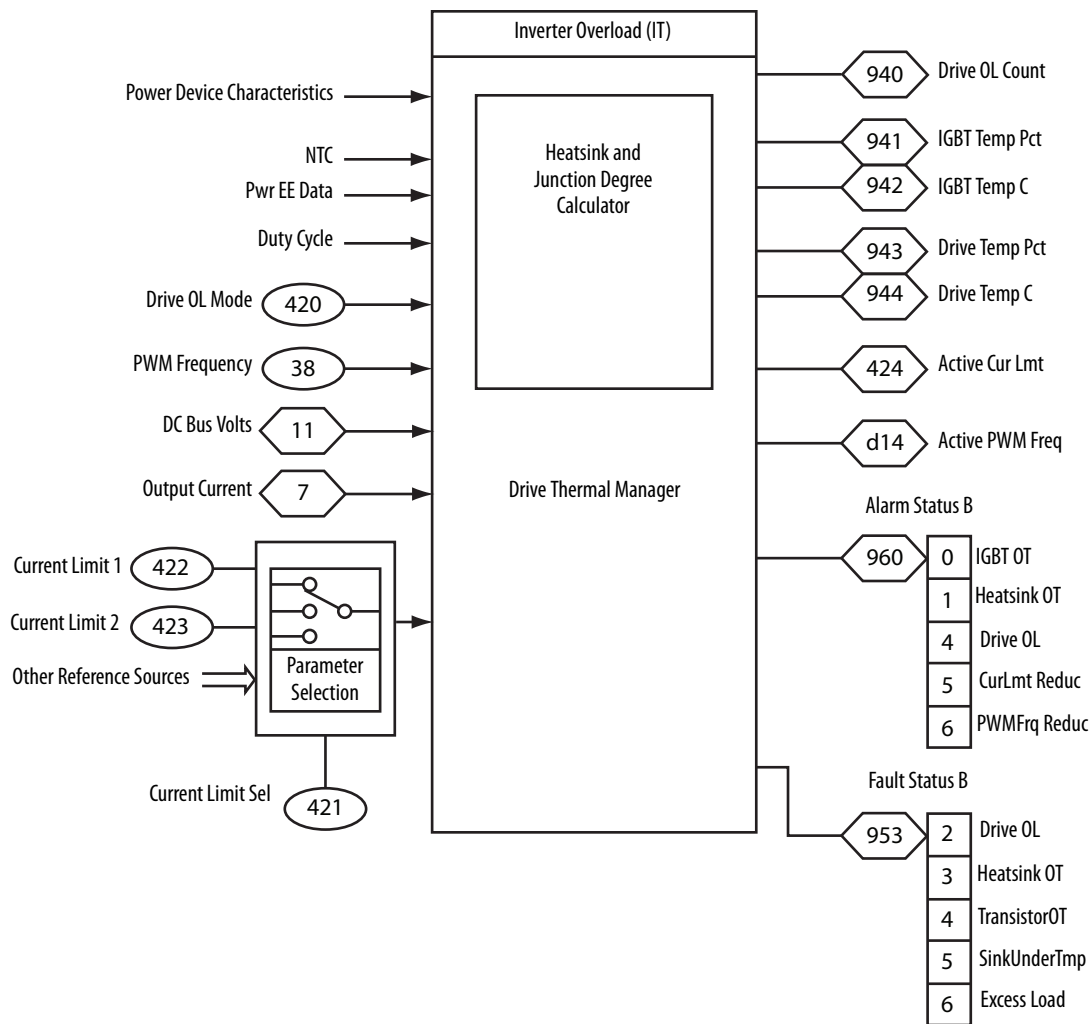 Inverter Overload (IT)
Power Device Characteristics
NTC
Pwr EE Data
Duty Cycle
Drive OL Mode 420
PWM Frequency 38
DC Bus Volts 11
Output Current 7
Current Limit 1 422
Current Limit 2 423
Other Reference Sources
Parameter
Selection
Current Limit Sel 421
Heatsink and
Junction Degree
Calculator
Drive Thermal Manager
940 Drive OL Count
941 IGBT Temp Pct
942 IGBT Temp C
943 Drive Temp Pct
944 Drive Temp C
424 Active Cur Lmt
d14 Active PWM Freq
Alarm Status B
960 0 IGBT OT
1 Heatsink OT
4 Drive OL
5 CurLmt Reduc
6 PWMFrq Reduc
Fault Status B
953 2 Drive OL
3 Heatsink OT
4 TransistorOT
5 SinkUnderTmp
6 Excess Load